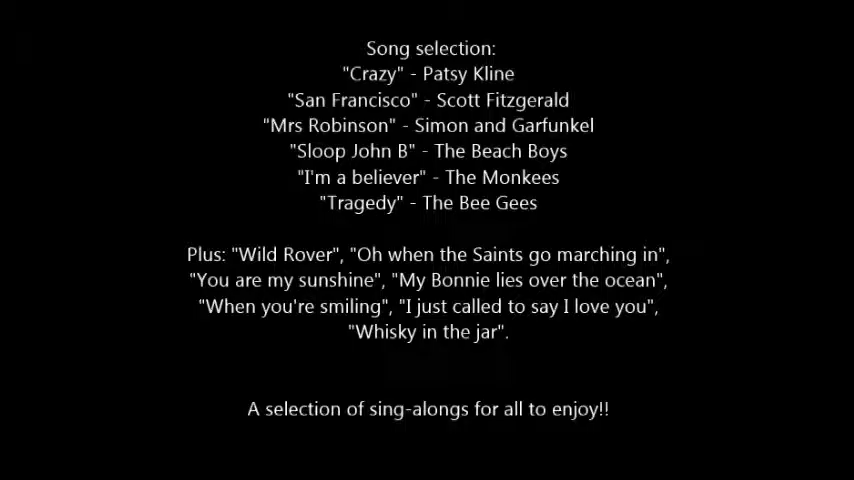 Song selection:
"Crazy" - Patsy Kline
"San Francisco" - Scott Fitzgerald
"Mrs Robinson" - Simon and Garfunkel
"Sloop John B" - The Beach Boys
"I'm a believer" - The Monkees
"Tragedy" - The Bee Gees
Plus: "Wild Rover", "Oh when the Saints go marching in",
"You are my sunshine", "My Bonnie lies over the ocean",
"When you're smiling", "I just called to say I love you",
"Whisky in the jar".
A selection of sing-alongs for all to enjoy!!